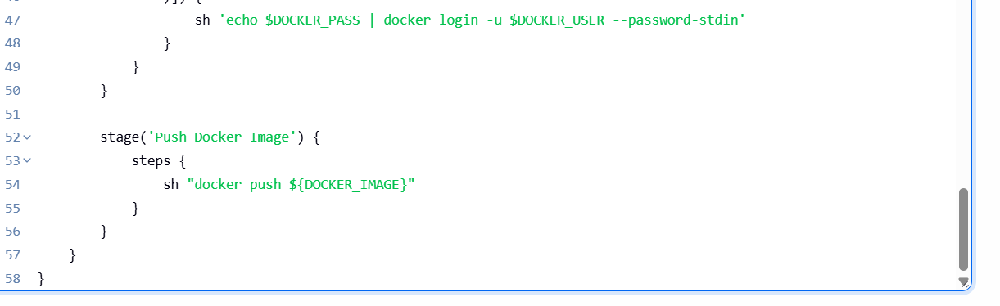 47                     sh 'echo $DOCKER_PASS | docker login -u $DOCKER_USER --password-stdin'
48                 }
49             }
50         }
51
52         stage('Push Docker Image') {
53             steps {
54                 sh "docker push ${DOCKER_IMAGE}"
55             }
56         }
57     }
58 }